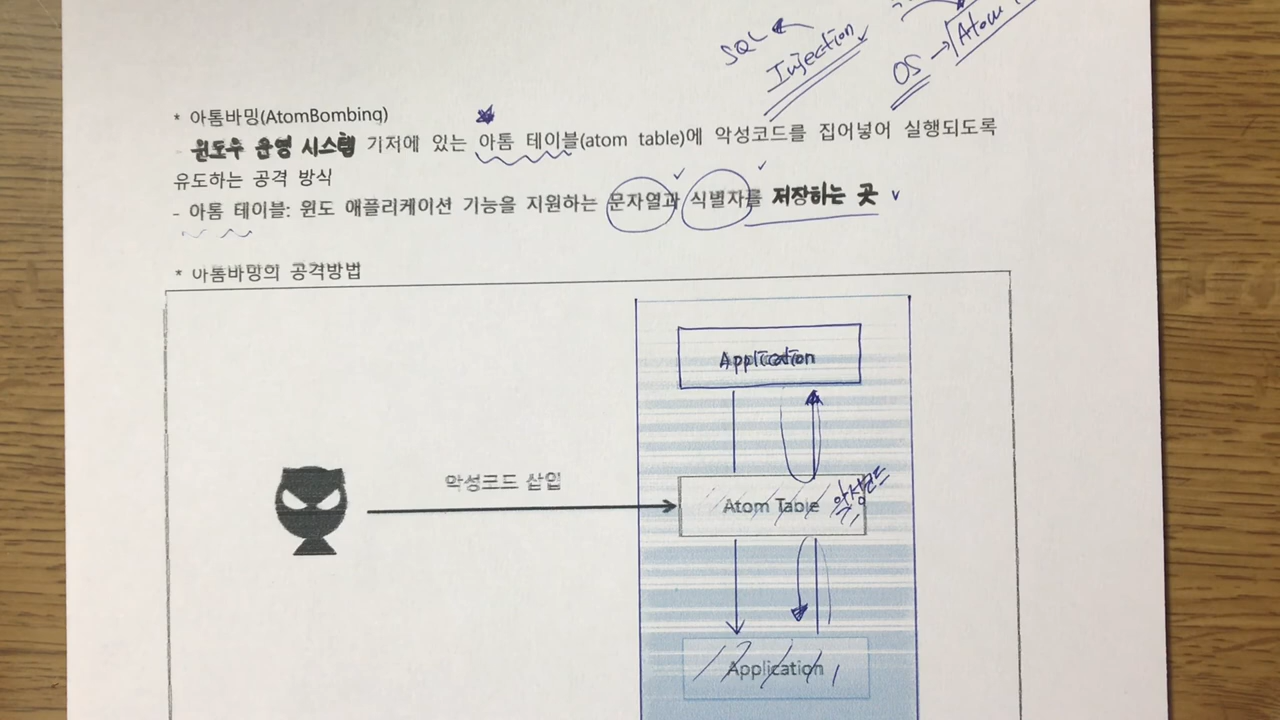 SQL
Injection
OS → Atom
* 아톰바밍(AtomBombing)
- 윈도우 운영 시스템 기저에 있는 아톰 테이블(atom table)에 악성코드를 집어넣어 실행되도록
유도하는 공격 방식
- 아톰 테이블: 윈도 애플리케이션 기능을 지원하는 문자열과 식별자를 저장하는 곳
* 아톰바밍의 공격방법
Application
악성코드 삽입
Atom Table
악성코드
Application